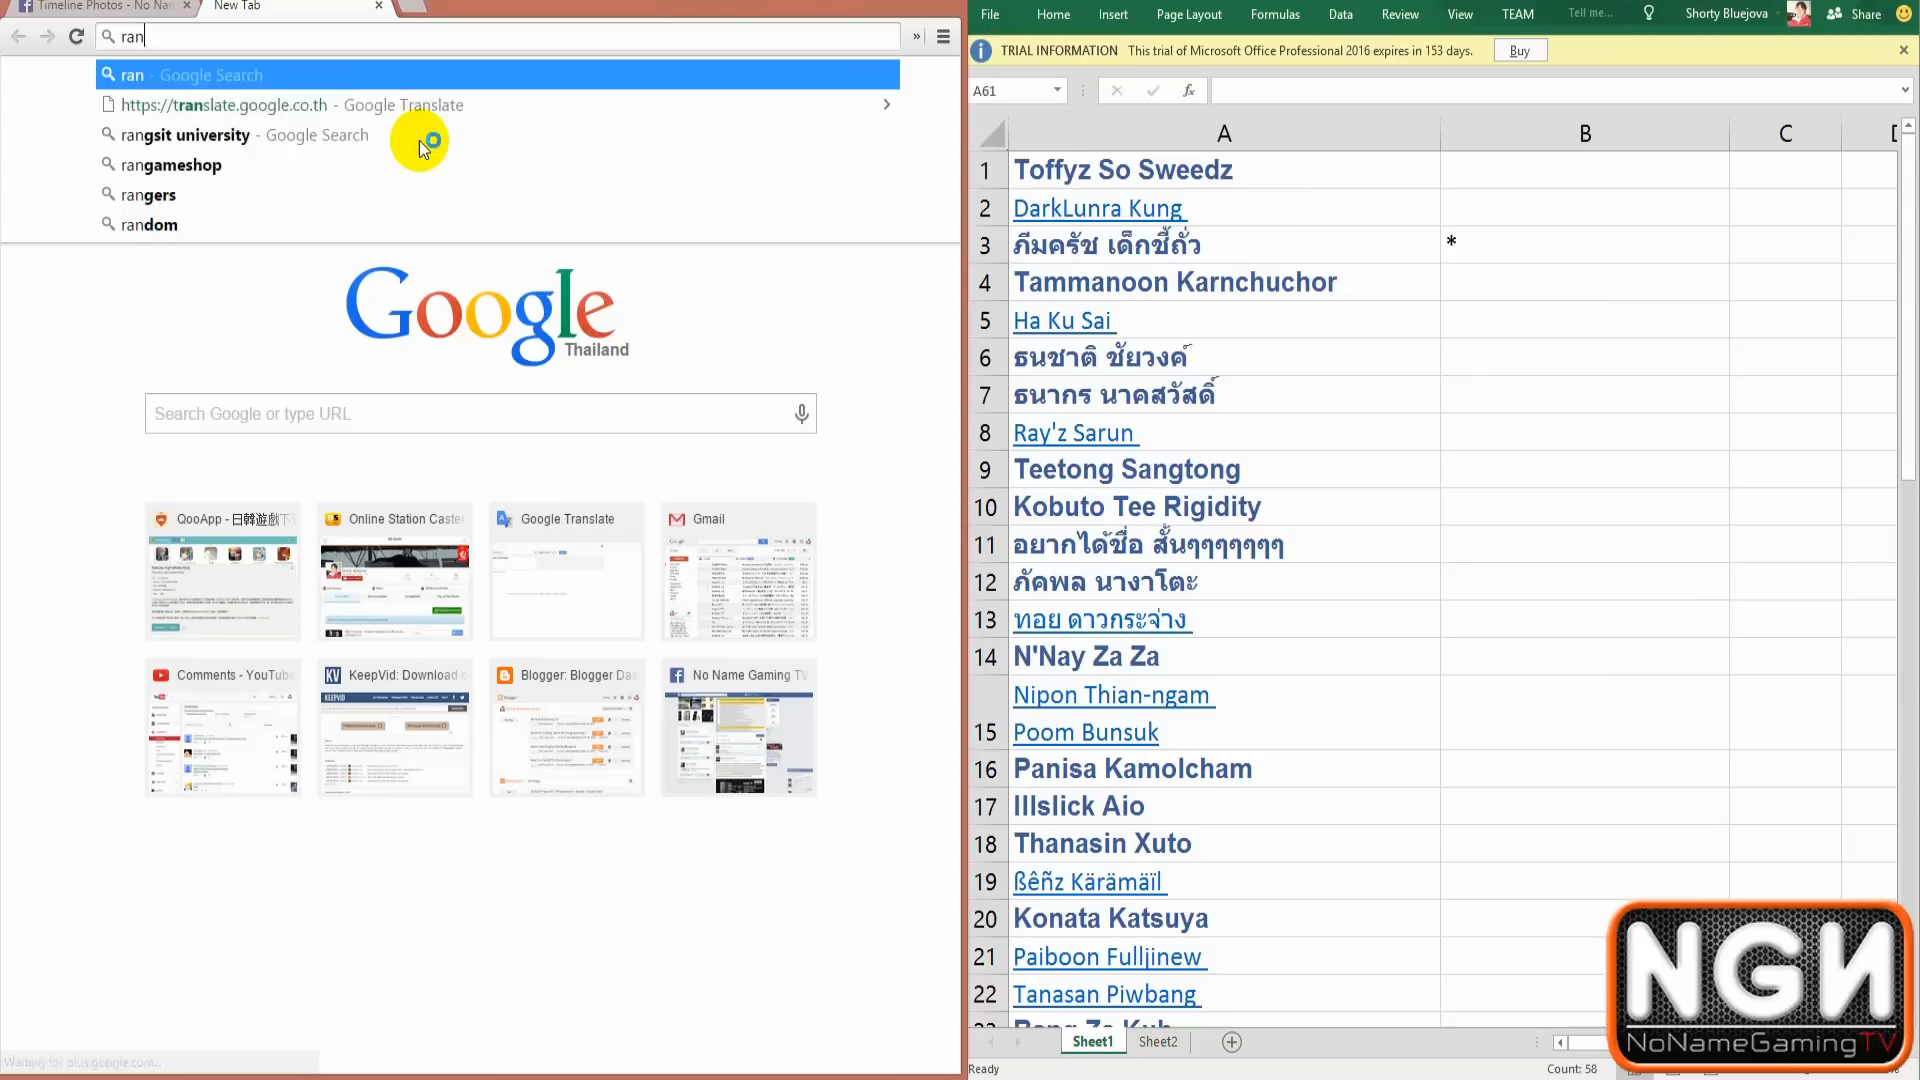 Timeline Photos - No Nan
New Tab
ran
ran - Google Search
https://translate.google.co.th - Google Translate
rangsit university - Google Search
rangameshop
rangers
random
Google
Thailand
Search Google or type URL
QooApp - 日韓遊戲下
Online Station Caster
Google Translate
Gmail
Comments - YouTube
KeepVid: Download
Blogger: Blogger Das
No Name Gaming TV
Waiting for plus.google.com...
File Home Insert Page Layout Formulas Data Review View TEAM Tell me... Shorty Bluejova Share
TRIAL INFORMATION This trial of Microsoft Office Professional 2016 expires in 153 days. Buy
A61 fx
A B C
1 Toffyz So Sweedz
2 DarkLunra Kung
3 ภีมครัช เด็กชี้ถั่ว *
4 Tammanoon Karnchuchor
5 Ha Ku Sai
6 ธนชาติ ชัยวงค์
7 ธนากร นาคสวัสดิ์
8 Ray'z Sarun
9 Teetong Sangtong
10 Kobuto Tee Rigidity
11 อยากได้ชื่อ สั้นๆๆๆๆๆๆๆ
12 ภัคพล นางาโตะ
13 ทอย ดาวกระจ่าง
14 N'Nay Za Za
Nipon Thian-ngam
15 Poom Bunsuk
16 Panisa Kamolcham
17 Illslick Aio
18 Thanasin Xuto
19 ßêñz Kärämäïl
20 Konata Katsuya
21 Paiboon Fulljinew
22 Tanasan Piwbang
Sheet1 Sheet2
Ready Count: 58
NGN
NoNameGamingTV